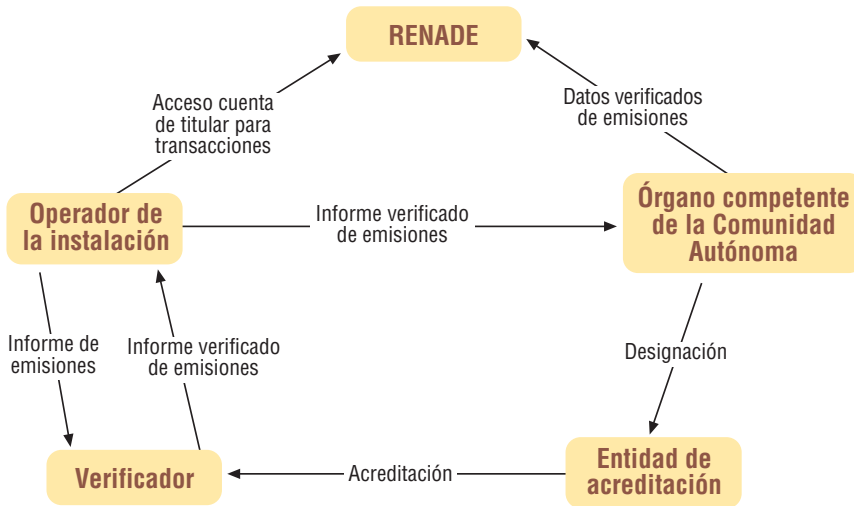 RENADE
Acceso cuenta
de titular para
transacciones
Datos verificados
de emisiones
Operador de
la instalación
Informe verificado
de emisiones
Órgano competente
de la Comunidad
Autónoma
Informe de
emisiones
Informe verificado
de emisiones
Designación
Verificador
Acreditación
Entidad de
acreditación